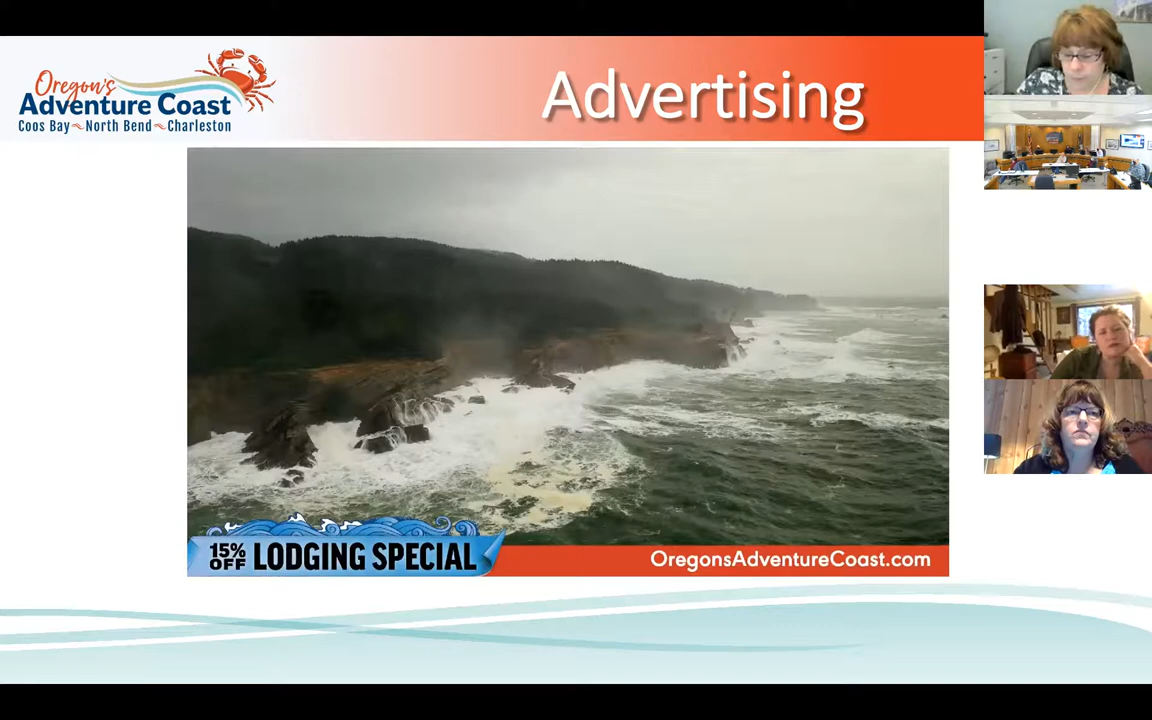 Oregon's
Adventure Coast
Coos Bay ~ North Bend ~ Charleston
Advertising
15% OFF LODGING SPECIAL
OregonsAdventureCoast.com